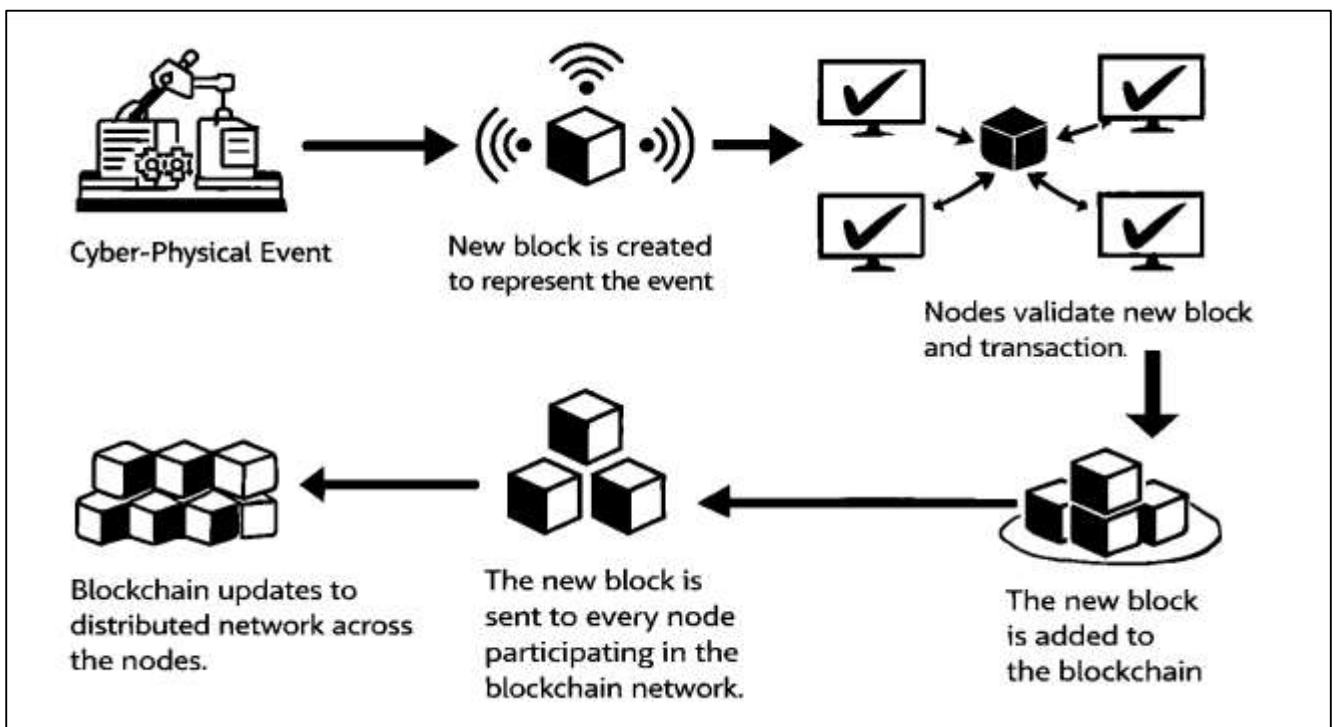 Cyber-Physical Event
New block is created
to represent the event
Nodes validate new block
and transaction.
The new block
is added to
the blockchain
The new block is
sent to every node
participating in the
blockchain network.
Blockchain updates to
distributed network across
the nodes.